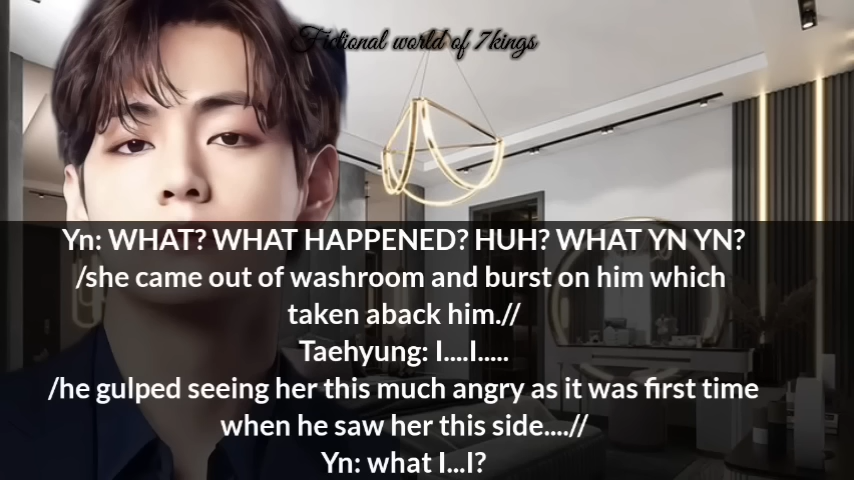 Fictional world of 7kings
Yn: WHAT? WHAT HAPPENED? HUH? WHAT YN YN?
/she came out of washroom and burst on him which
taken aback him.//
Taehyung: I....I.....
/he gulped seeing her this much angry as it was first time
when he saw her this side....//
Yn: what I...I?